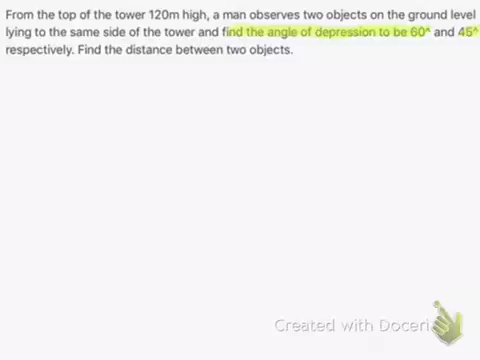 From the top of the tower 120m high, a man observes two objects on the ground level
lying to the same side of the tower and find the angle of depression to be 60^ and 45^
respectively. Find the distance between two objects.
Created with Doceri